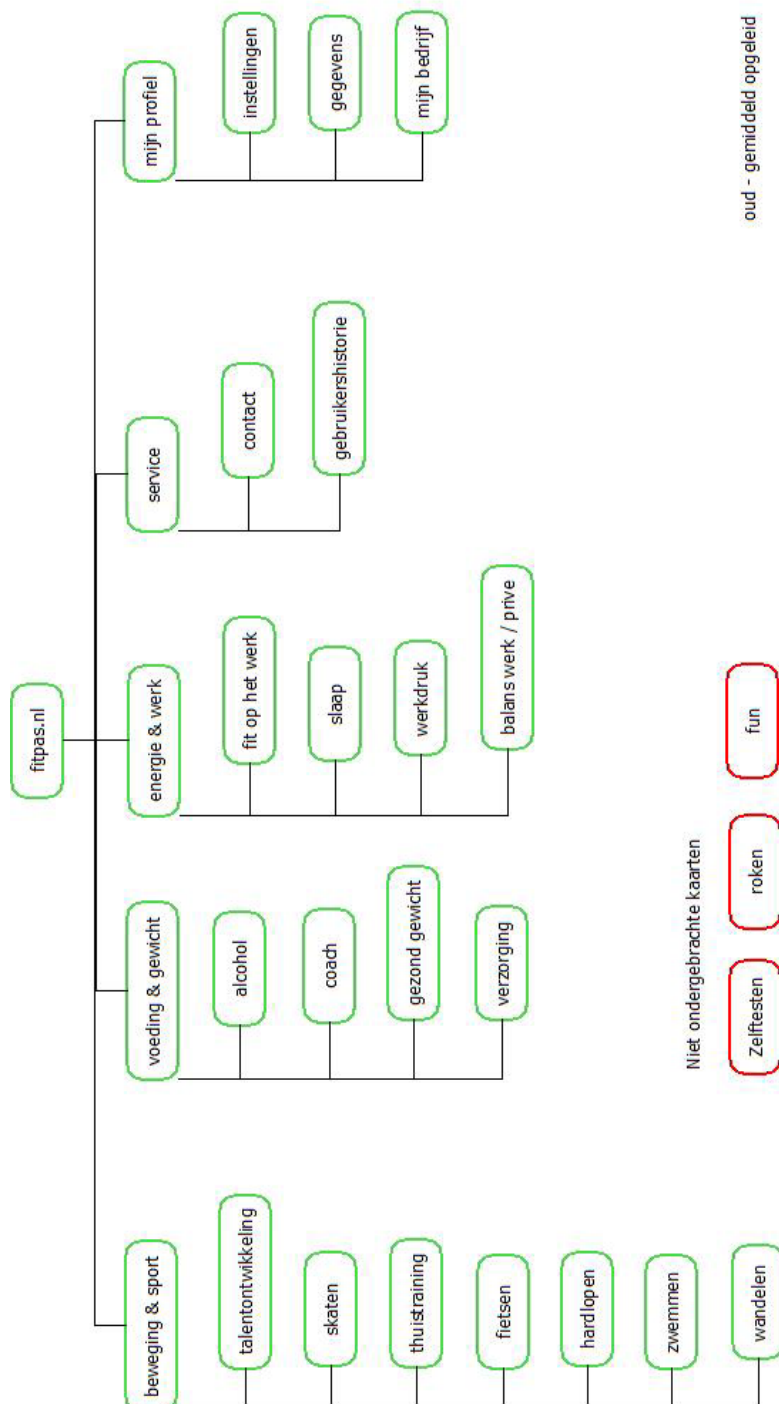 fitpas.nl
beweging & sport
talentontwikkeling
skaten
thuistraining
fietsen
hardlopen
zwemmen
wandelen
voeding & gewicht
alcohol
coach
gezond gewicht
verzorging
energie & werk
fit op het werk
slaap
werkdruk
balans werk / prive
service
contact
gebruikershistorie
mijn profiel
instellingen
gegevens
mijn bedrijf
Niet ondergebrachte kaarten
Zelftesten
roken
fun
oud - gemiddeld opgeleid